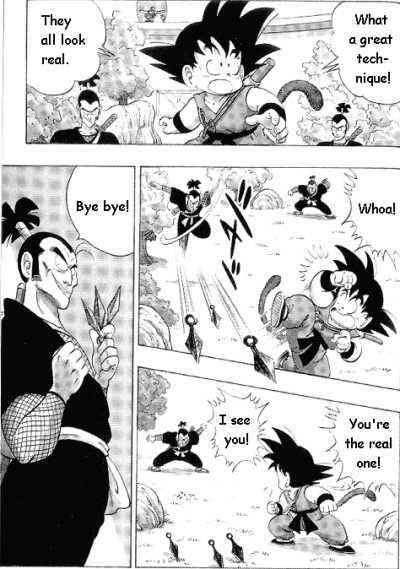 What
a great
tech-
nique!
They
all look
real.
Whoa!
You're
the real
one!
I see
you!
Bye bye!